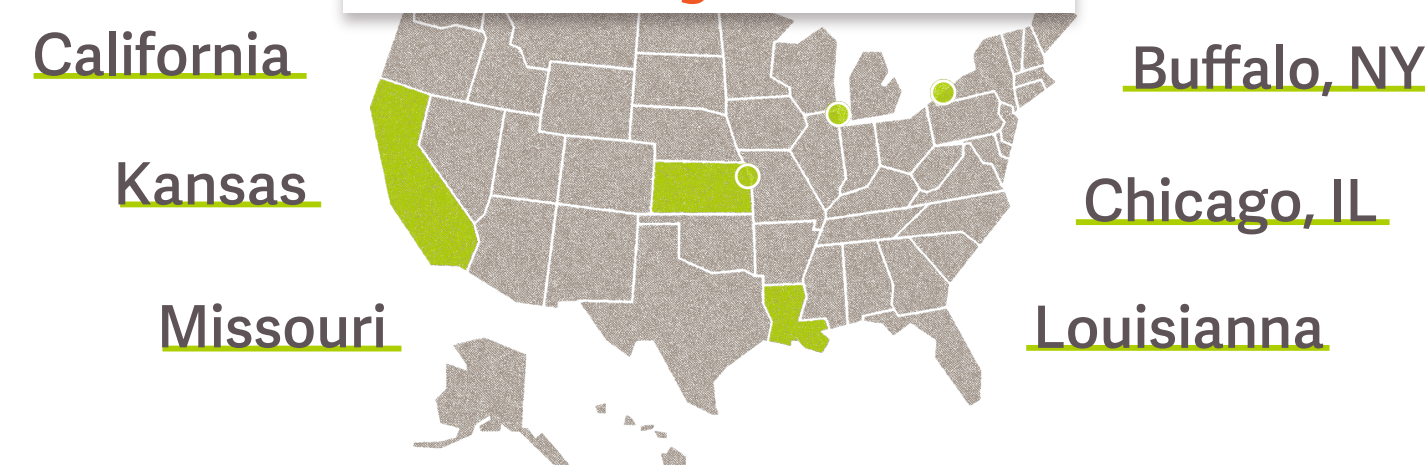 California
Buffalo, NY
Kansas
Chicago, IL
Missouri
Louisianna